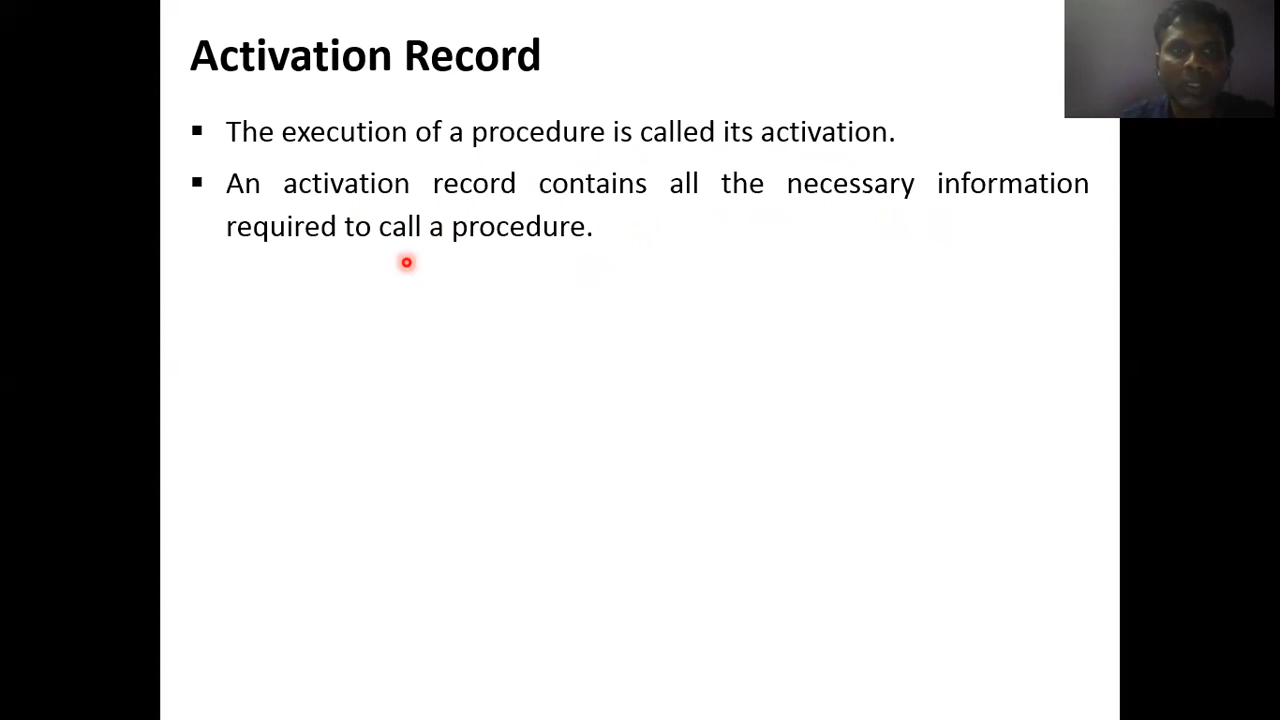 Activation Record
▪ The execution of a procedure is called its activation.
▪ An activation record contains all the necessary information
required to call a procedure.